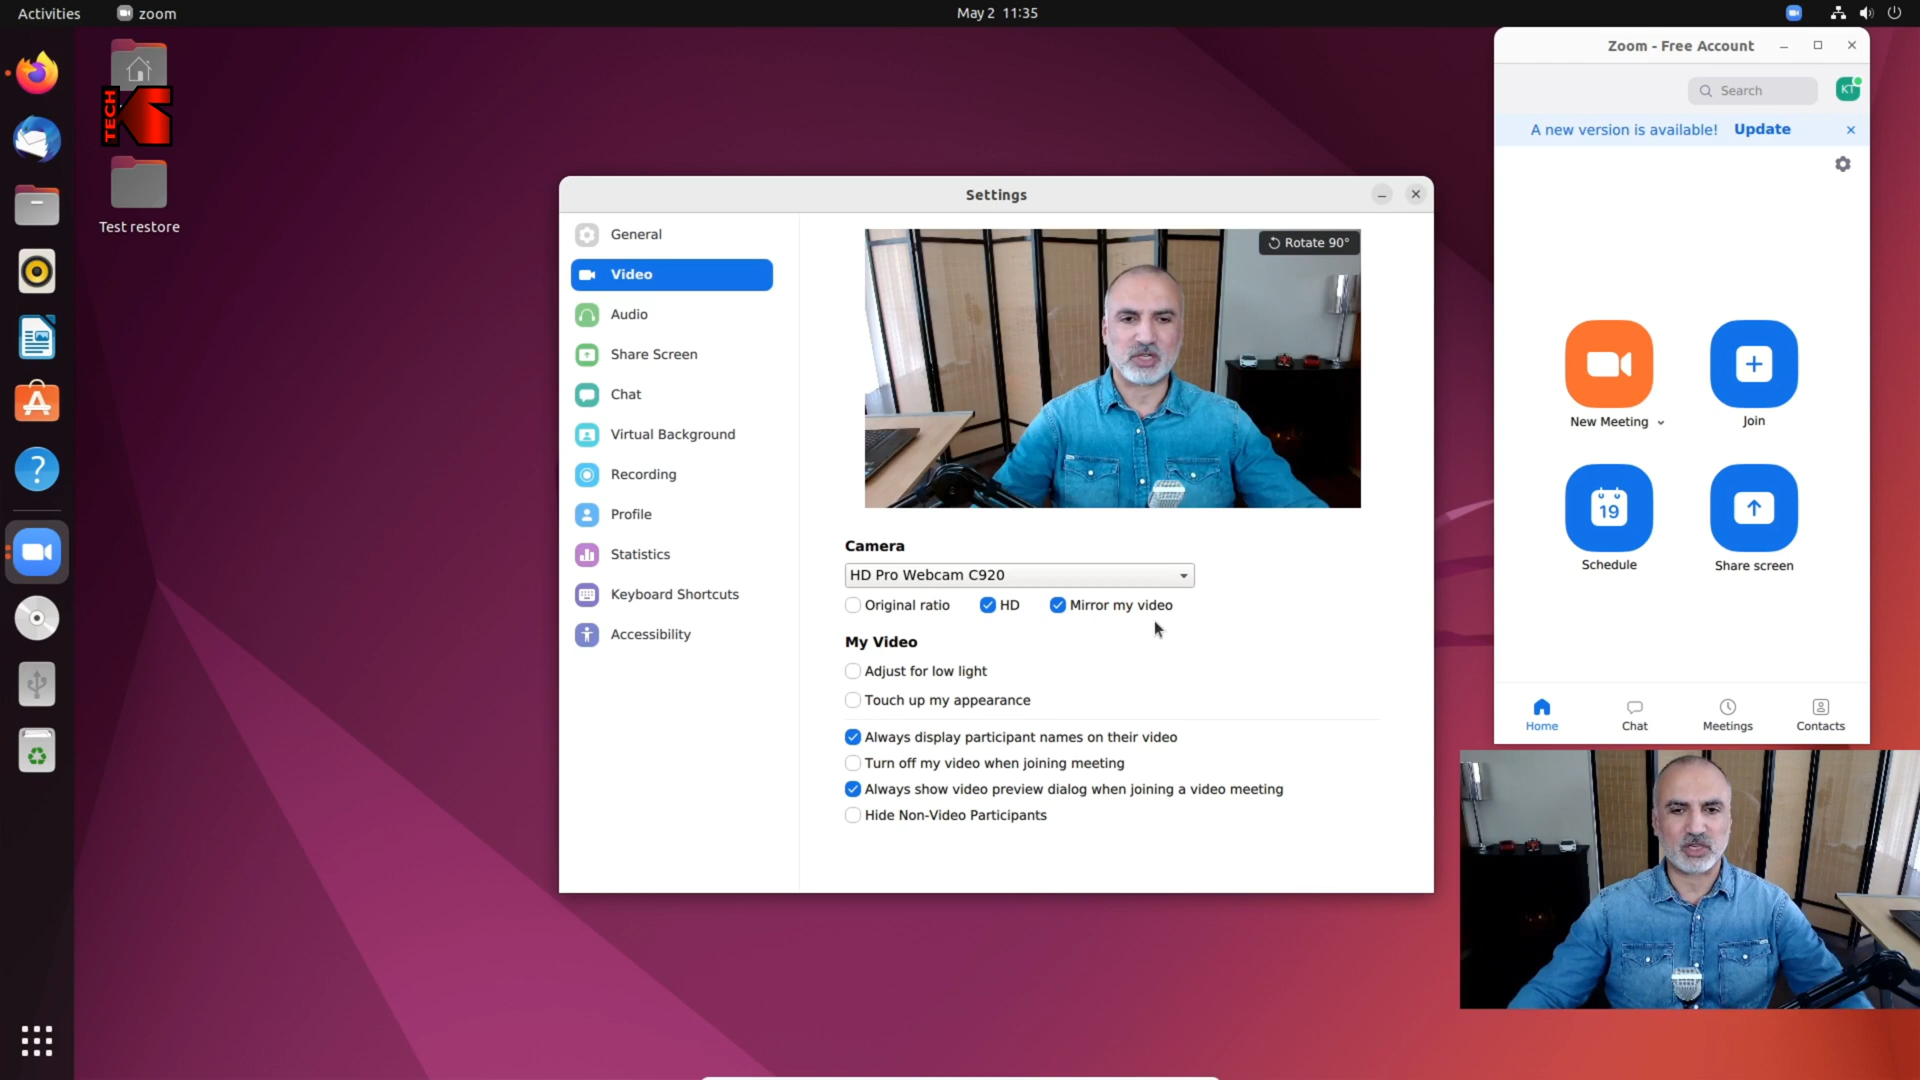 Activities
zoom
May 2 11:35
TECH
K
Test restore
Settings
General
Video
Audio
Share Screen
Chat
Virtual Background
Recording
Profile
Statistics
Keyboard Shortcuts
Accessibility
Rotate 90°
Camera
HD Pro Webcam C920
Original ratio
HD
Mirror my video
My Video
Adjust for low light
Touch up my appearance
Always display participant names on their video
Turn off my video when joining meeting
Always show video preview dialog when joining a video meeting
Hide Non-Video Participants
Zoom - Free Account
Search
KT
A new version is available! Update
New Meeting
Join
19
Schedule
Share screen
Home
Chat
Meetings
Contacts